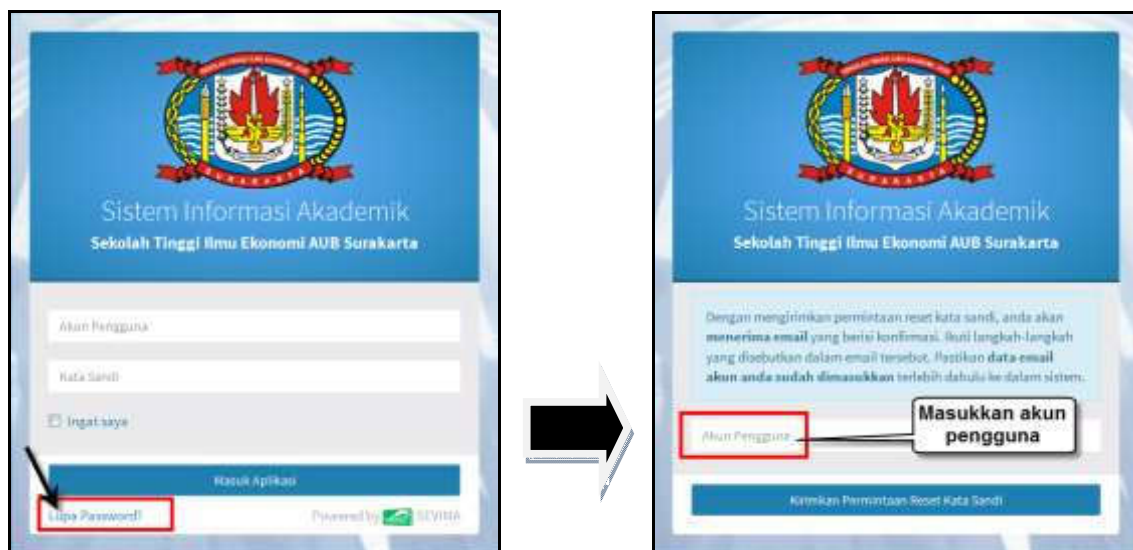 SURAKARTA
Sistem Informasi Akademik
Sekolah Tinggi Ilmu Ekonomi AUB Surakarta
Akun Pengguna
Kata Sandi
Ingat saya
Masuk Aplikasi
Lupa Password?
Powered by SEVIMA
SURAKARTA
Sistem Informasi Akademik
Sekolah Tinggi Ilmu Ekonomi AUB Surakarta
Dengan mengirimkan permintaan reset kata sandi, anda akan
menerima email yang berisi konfirmasi. Ikuti langkah-langkah
yang disebutkan dalam email tersebut. Pastikan data email
akun anda sudah dimasukkan terlebih dahulu ke dalam sistem.
Akun Pengguna
Masukkan akun
pengguna
Kirimkan Permintaan Reset Kata Sandi